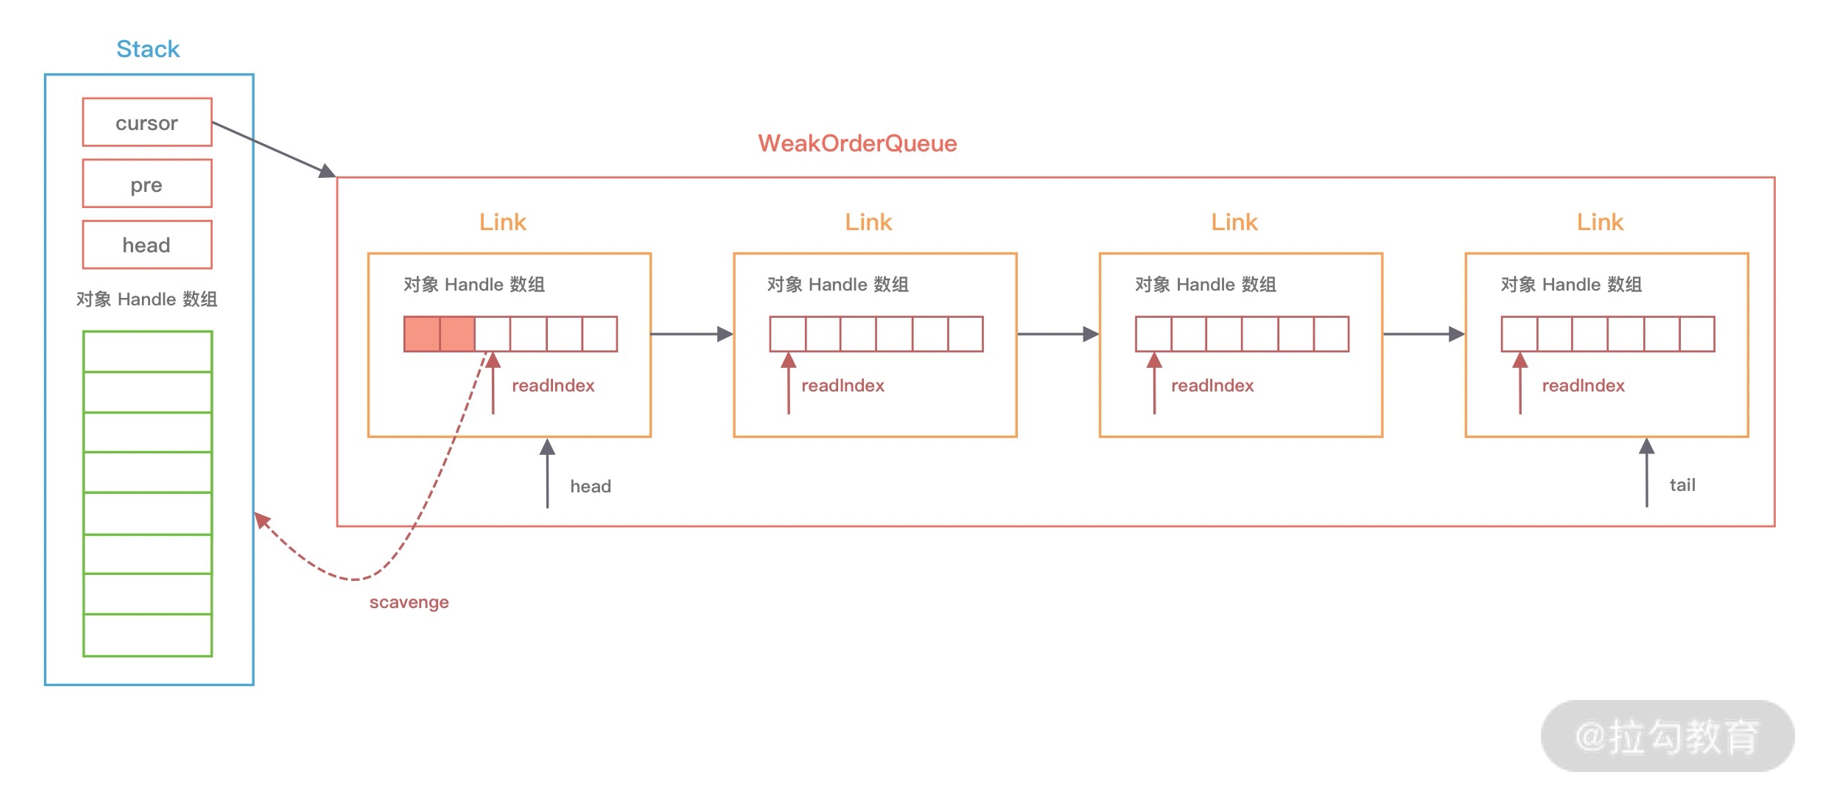 Stack
cursor
pre
head
对象 Handle 数组
WeakOrderQueue
Link
Link
Link
Link
对象 Handle 数组
对象 Handle 数组
对象 Handle 数组
对象 Handle 数组
readIndex
readIndex
readIndex
readIndex
head
tail
scavenge
@拉勾教育